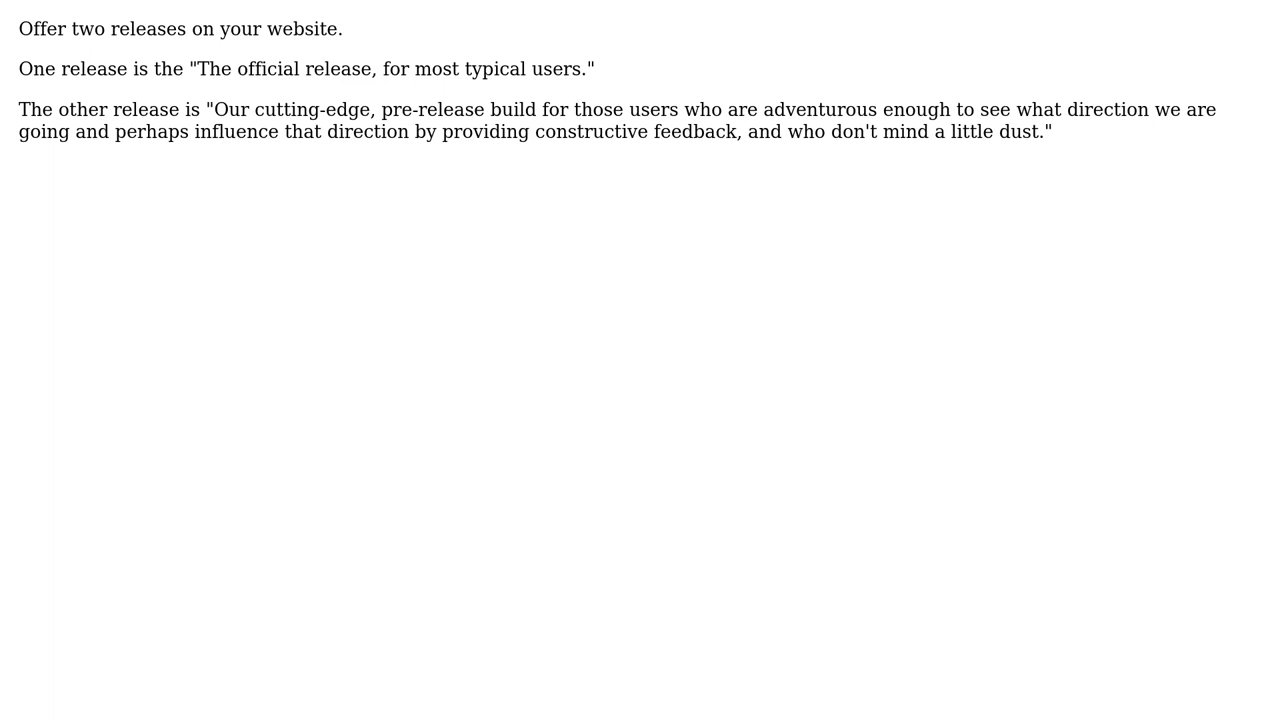 Offer two releases on your website.
One release is the "The official release, for most typical users."
The other release is "Our cutting-edge, pre-release build for those users who are adventurous enough to see what direction we are
going and perhaps influence that direction by providing constructive feedback, and who don't mind a little dust."